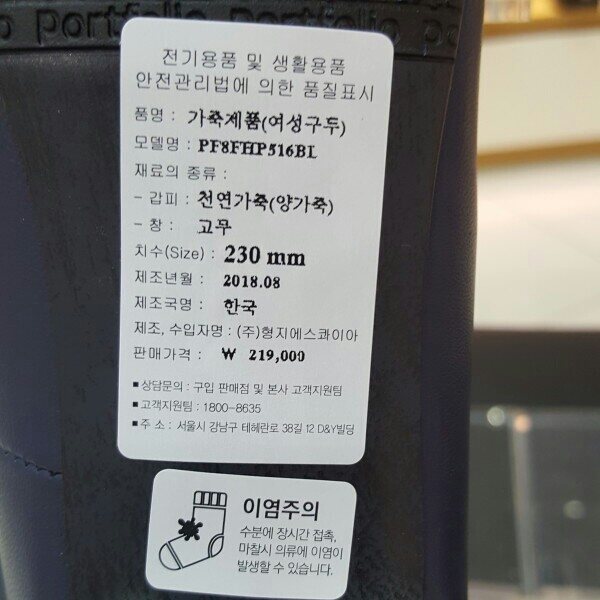 o Portfolio po
전기용품 및 생활용품
안전관리법에 의한 품질표시
품명 : 가죽제품(여성구두)
모델명 : PF8FHP516BL
재료의 종류 :
- 갑피 : 천연가죽(양가죽)
- 창 : 고무
치수(Size) : 230 mm
제조년월 : 2018.08
제조국명 : 한국
제조, 수입자명 : (주)형지에스콰이아
판매가격 : ₩ 219,000
■ 상담문의 : 구입 판매점 및 본사 고객지원팀
■ 고객지원팀 : 1800-8635
■ 주 소 : 서울시 강남구 테헤란로 38길 12 D&Y빌딩
이염주의
수분에 장시간 접촉,
마찰시 의류에 이염이
발생할 수 있습니다.